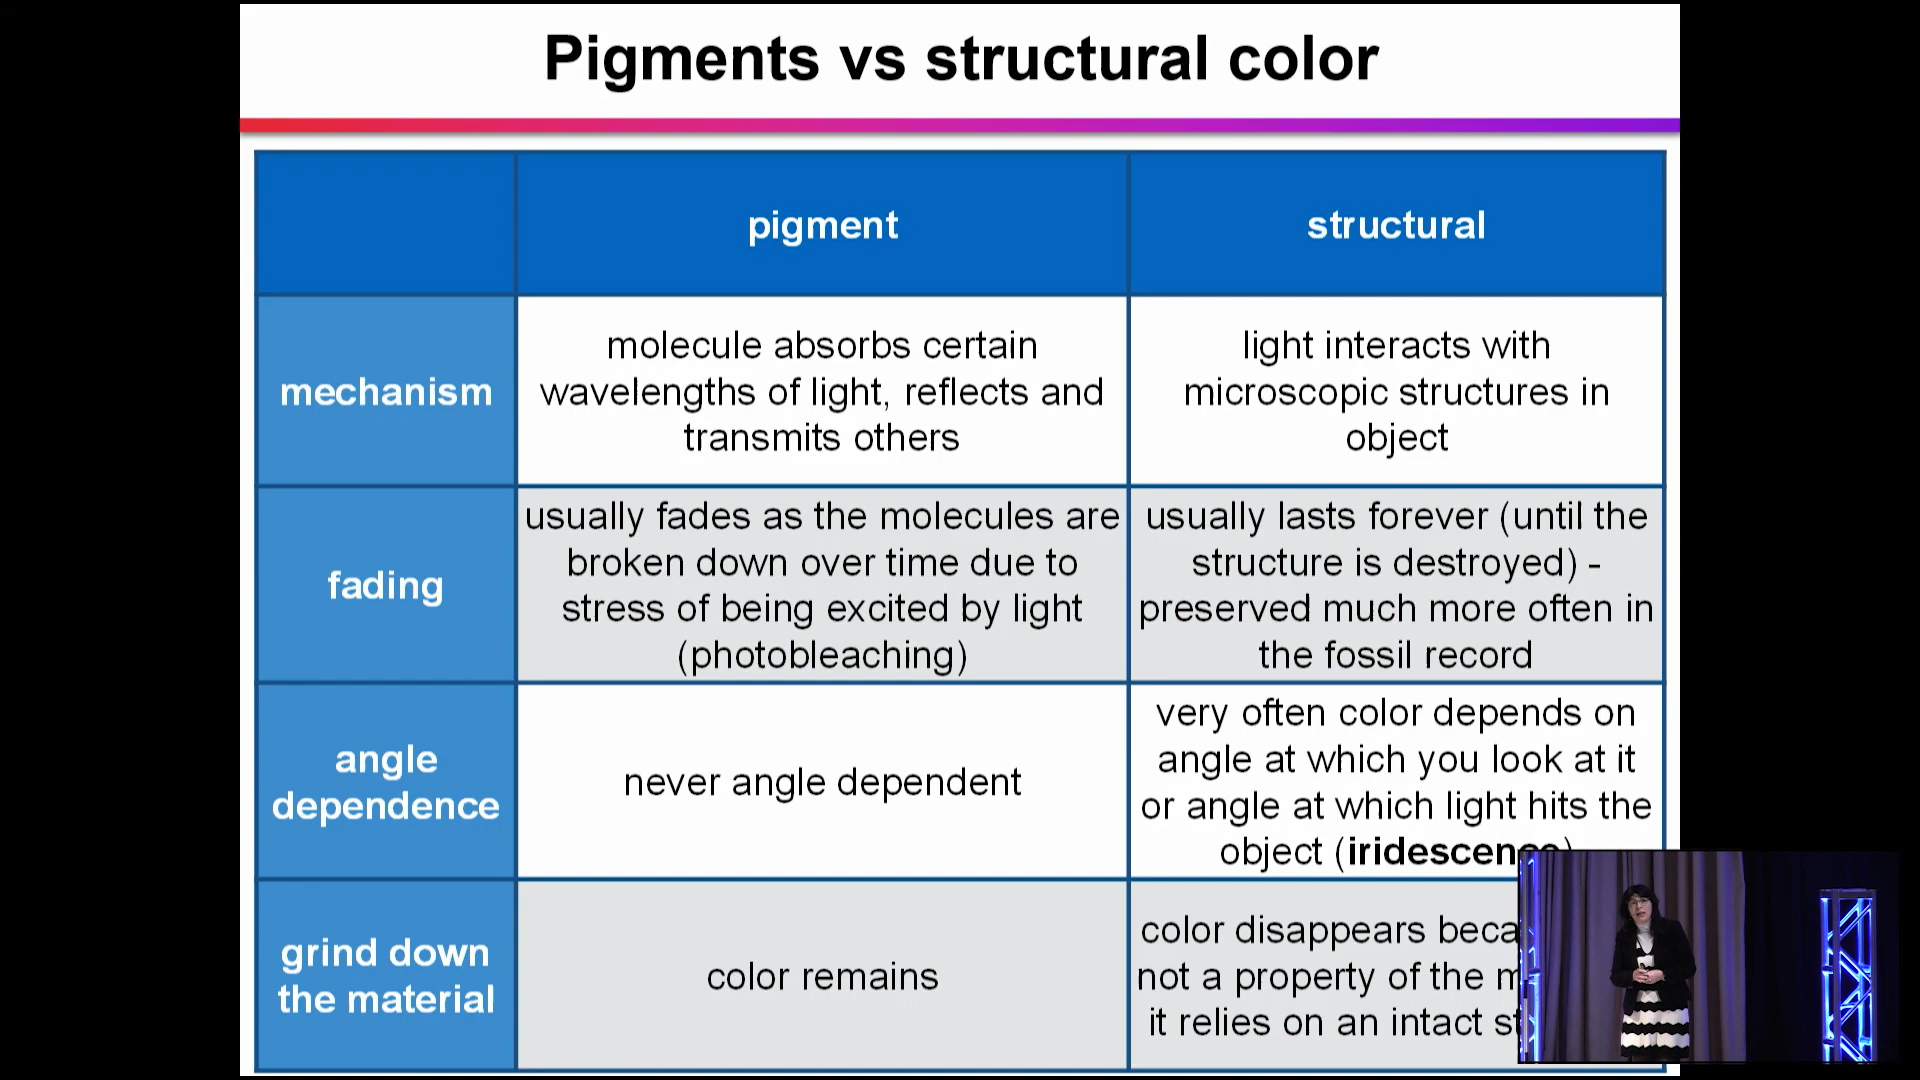 Pigments vs structural color
pigment
structural
mechanism
molecule absorbs certain
wavelengths of light, reflects and
transmits others
light interacts with
microscopic structures in
object
fading
usually fades as the molecules are
broken down over time due to
stress of being excited by light
(photobleaching)
usually lasts forever (until the
structure is destroyed) -
preserved much more often in
the fossil record
angle
dependence
never angle dependent
very often color depends on
angle at which you look at it
or angle at which light hits the
object (iridescence)
grind down
the material
color remains
color disappears
not a property of the
it relies on an intact